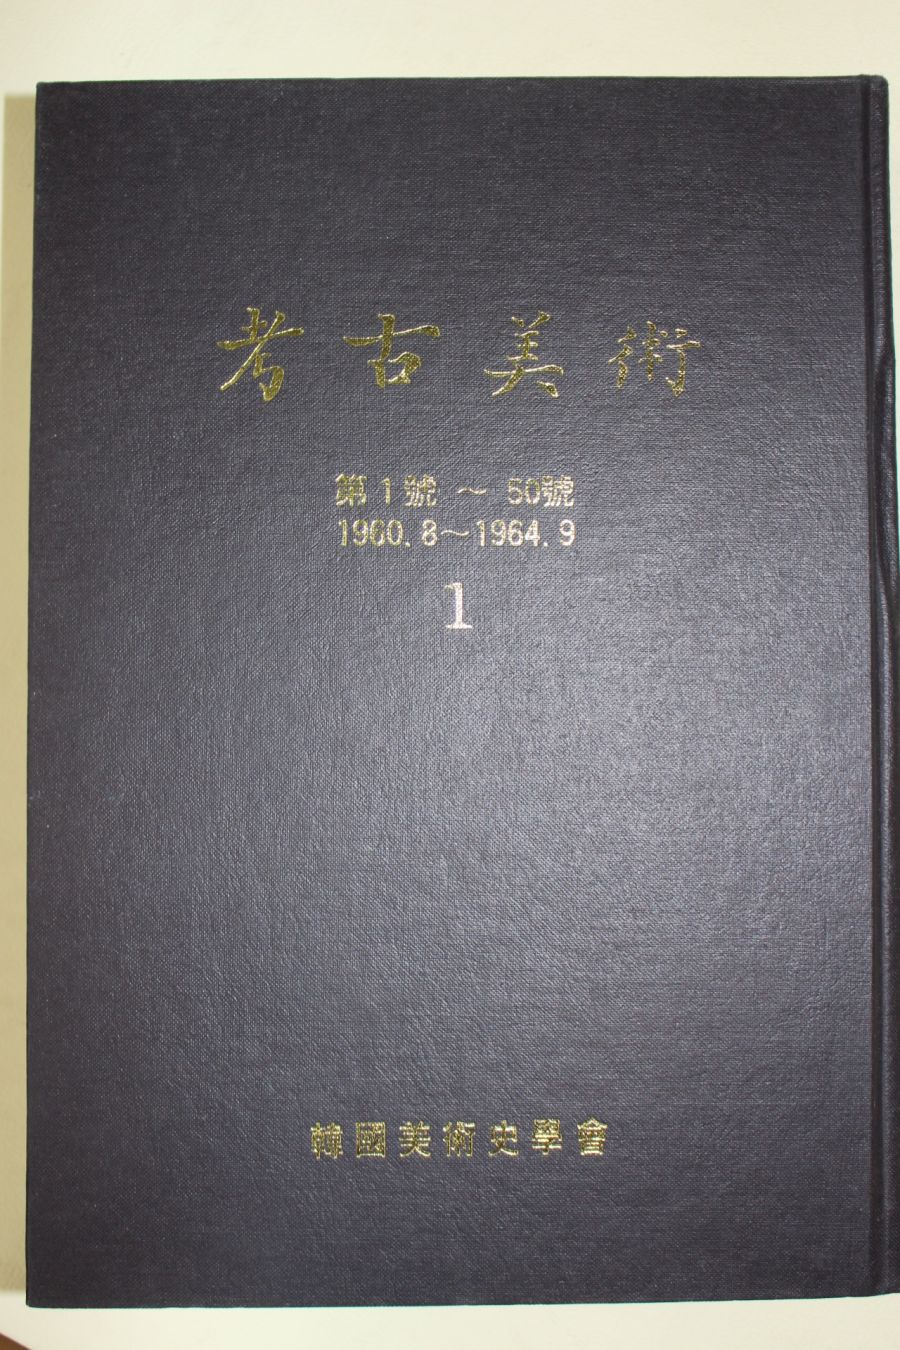 考古美術
第1號 ~ 50號
1960. 8~1964. 9
1
韓國美術史學會